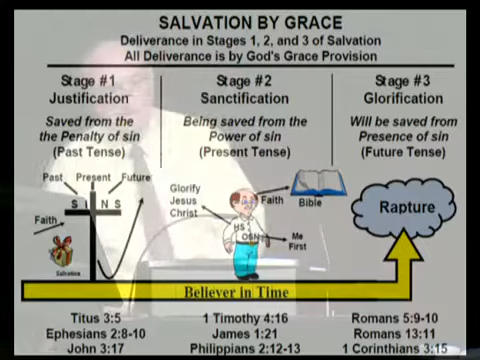 SALVATION BY GRACE
Deliverance in Stages 1, 2, and 3 of Salvation
All Deliverance is by God's Grace Provision
Stage #1
Justification
Saved from the
the Penalty of sin
(Past Tense)
Stage #2
Sanctification
Being saved from the
Power of sin
(Present Tense)
Stage #3
Glorification
Will be saved from
Presence of sin
(Future Tense)
Past Present Future
S I N S
Faith
Salvation
Glorify
Jesus
Christ
Faith
Bible
HS
OSN
Me
First
Rapture
Believer in Time
Titus 3:5
Ephesians 2:8-10
John 3:17
1 Timothy 4:16
James 1:21
Philippians 2:12-13
Romans 5:9-10
Romans 13:11
1 Corinthians 3:15